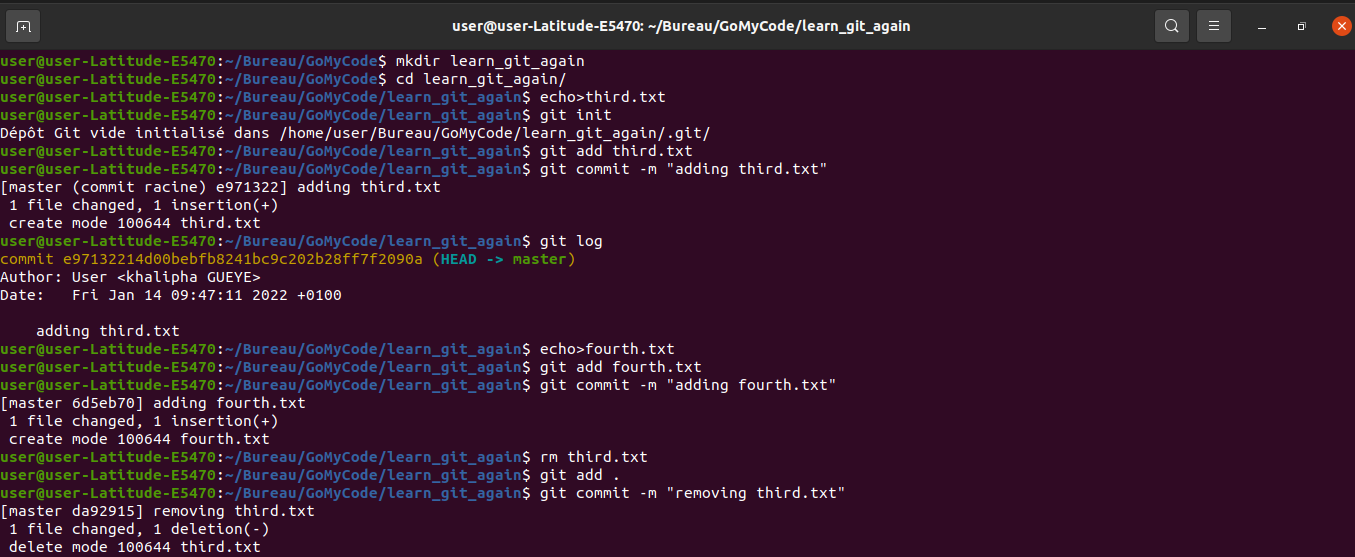 user@user-Latitude-E5470: ~/Bureau/GoMyCode/learn_git_again
user@user-Latitude-E5470:~/Bureau/GoMyCode$ mkdir learn_git_again
user@user-Latitude-E5470:~/Bureau/GoMyCode$ cd learn_git_again/
user@user-Latitude-E5470:~/Bureau/GoMyCode/learn_git_again$ echo>third.txt
user@user-Latitude-E5470:~/Bureau/GoMyCode/learn_git_again$ git init
Dépôt Git vide initialisé dans /home/user/Bureau/GoMyCode/learn_git_again/.git/
user@user-Latitude-E5470:~/Bureau/GoMyCode/learn_git_again$ git add third.txt
user@user-Latitude-E5470:~/Bureau/GoMyCode/learn_git_again$ git commit -m "adding third.txt"
[master (commit racine) e971322] adding third.txt
 1 file changed, 1 insertion(+)
 create mode 100644 third.txt
user@user-Latitude-E5470:~/Bureau/GoMyCode/learn_git_again$ git log
commit e97132214d00bebfb8241bc9c202b28ff7f2090a (HEAD -> master)
Author: User <khalipha GUEYE>
Date:   Fri Jan 14 09:47:11 2022 +0100
    adding third.txt
user@user-Latitude-E5470:~/Bureau/GoMyCode/learn_git_again$ echo>fourth.txt
user@user-Latitude-E5470:~/Bureau/GoMyCode/learn_git_again$ git add fourth.txt
user@user-Latitude-E5470:~/Bureau/GoMyCode/learn_git_again$ git commit -m "adding fourth.txt"
[master 6d5eb70] adding fourth.txt
 1 file changed, 1 insertion(+)
 create mode 100644 fourth.txt
user@user-Latitude-E5470:~/Bureau/GoMyCode/learn_git_again$ rm third.txt
user@user-Latitude-E5470:~/Bureau/GoMyCode/learn_git_again$ git add .
user@user-Latitude-E5470:~/Bureau/GoMyCode/learn_git_again$ git commit -m "removing third.txt"
[master da92915] removing third.txt
 1 file changed, 1 deletion(-)
 delete mode 100644 third.txt